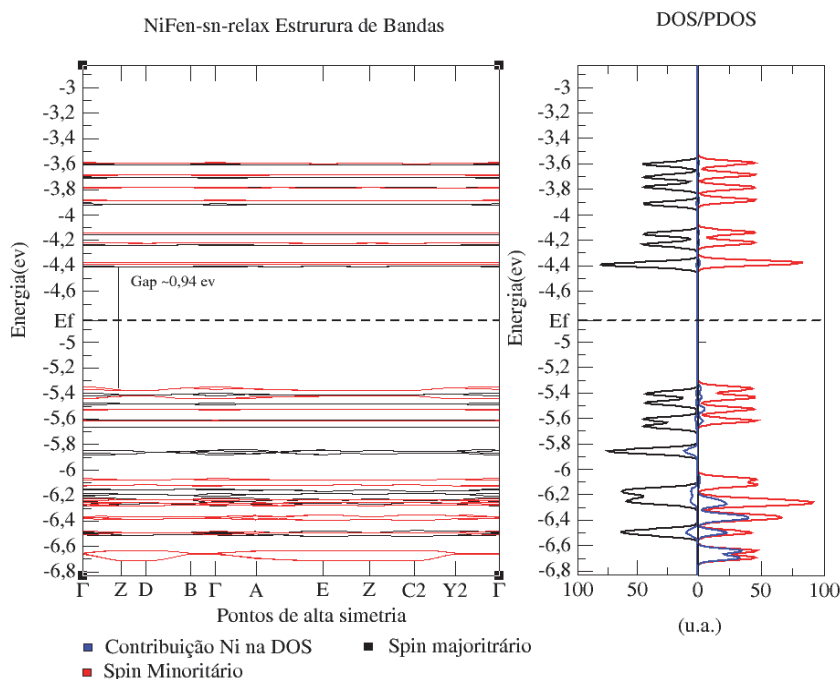 NiFen-sn-relax Estrurura de Bandas
DOS/PDOS
Energia(ev)
-3
-3,2
-3,4
-3,6
-3,8
-4
-4,2
-4,4
-4,6
Ef
-5
-5,2
-5,4
-5,6
-5,8
-6
-6,2
-6,4
-6,6
-6,8
Gap ~0,94 ev
Γ Z D B Γ A E Z C2 Y2 Γ
Pontos de alta simetria
Energia(ev)
-3
-3,2
-3,4
-3,6
-3,8
-4
-4,2
-4,4
-4,6
Ef
-5
-5,2
-5,4
-5,6
-5,8
-6
-6,2
-6,4
-6,6
-6,8
100 50 0 50 100
(u.a.)
Contribuição Ni na DOS
Spin majoritrário
Spin Minoritário